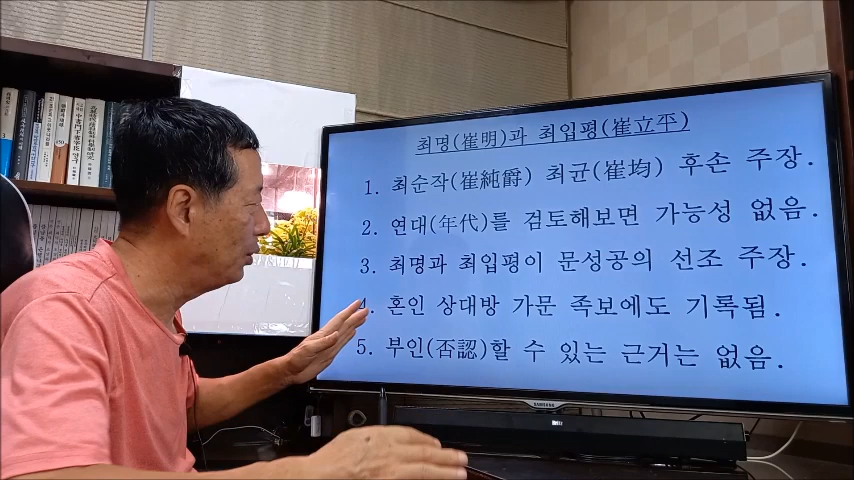 최명(崔明)과 최입평(崔立平)
1. 최순작(崔純爵) 최균(崔均) 후손 주장.
2. 연대(年代)를 검토해보면 가능성 없음.
3. 최명과 최입평이 문성공의 선조 주장.
4. 혼인 상대방 가문 족보에도 기록됨.
5. 부인(否認)할 수 있는 근거는 없음.
SAMSUNG